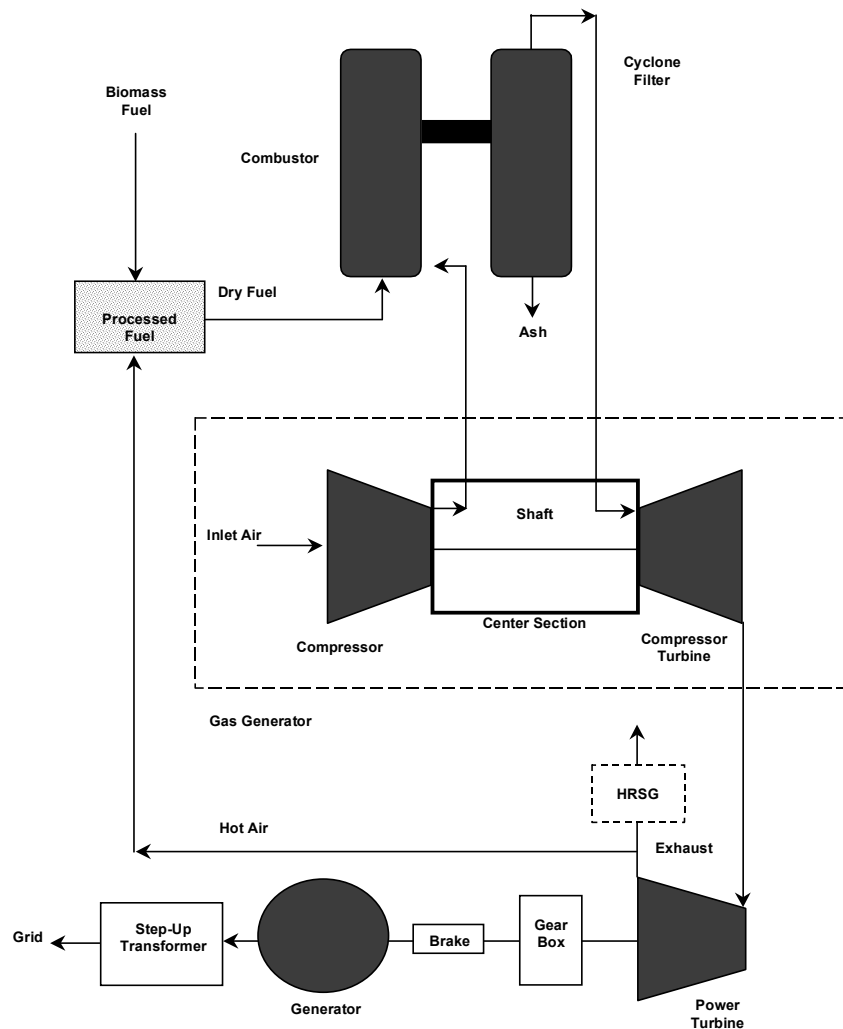 Cyclone
Filter
Biomass
Fuel
Combustor
Dry Fuel
Processed
Fuel
Ash
Shaft
Inlet Air
Center Section
Compressor
Compressor
Turbine
Gas Generator
HRSG
Hot Air
Exhaust
Grid
Step-Up
Transformer
Brake
Gear
Box
Generator
Power
Turbine